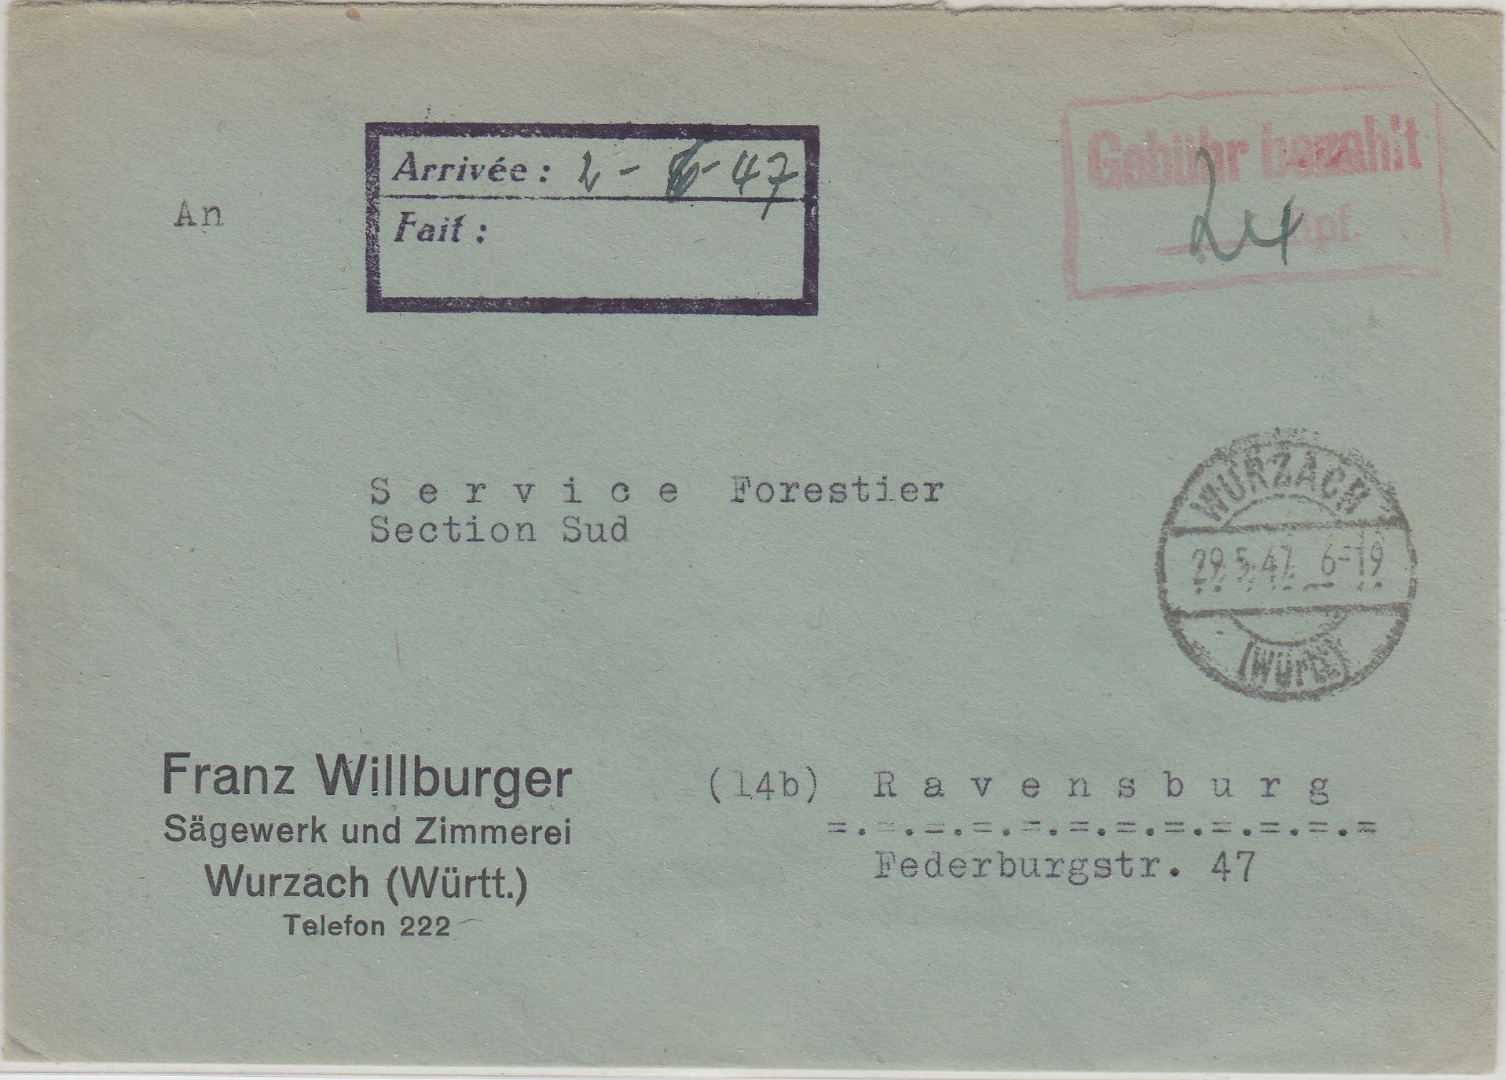 Arrivée : 2 - 6 - 47
Fait :
Gebühr bezahlt
24 Rpf.
An
Service Forestier
Section Sud
WURZACH
29.5.47 6-19
(Württ)
Franz Willburger
Sägewerk und Zimmerei
Wurzach (Württ.)
Telefon 222
(14b) Ravensburg
=.=.=.=.=.=.=.=.=.=.=.=
Federburgstr. 47